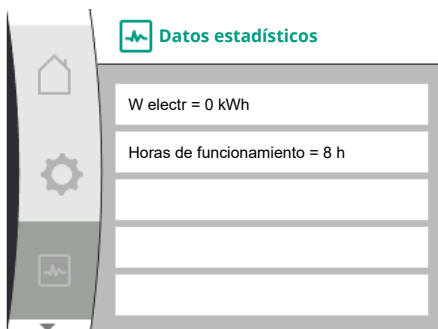 Datos estadísticos
W electr = 0 kWh
Horas de funcionamiento = 8 h